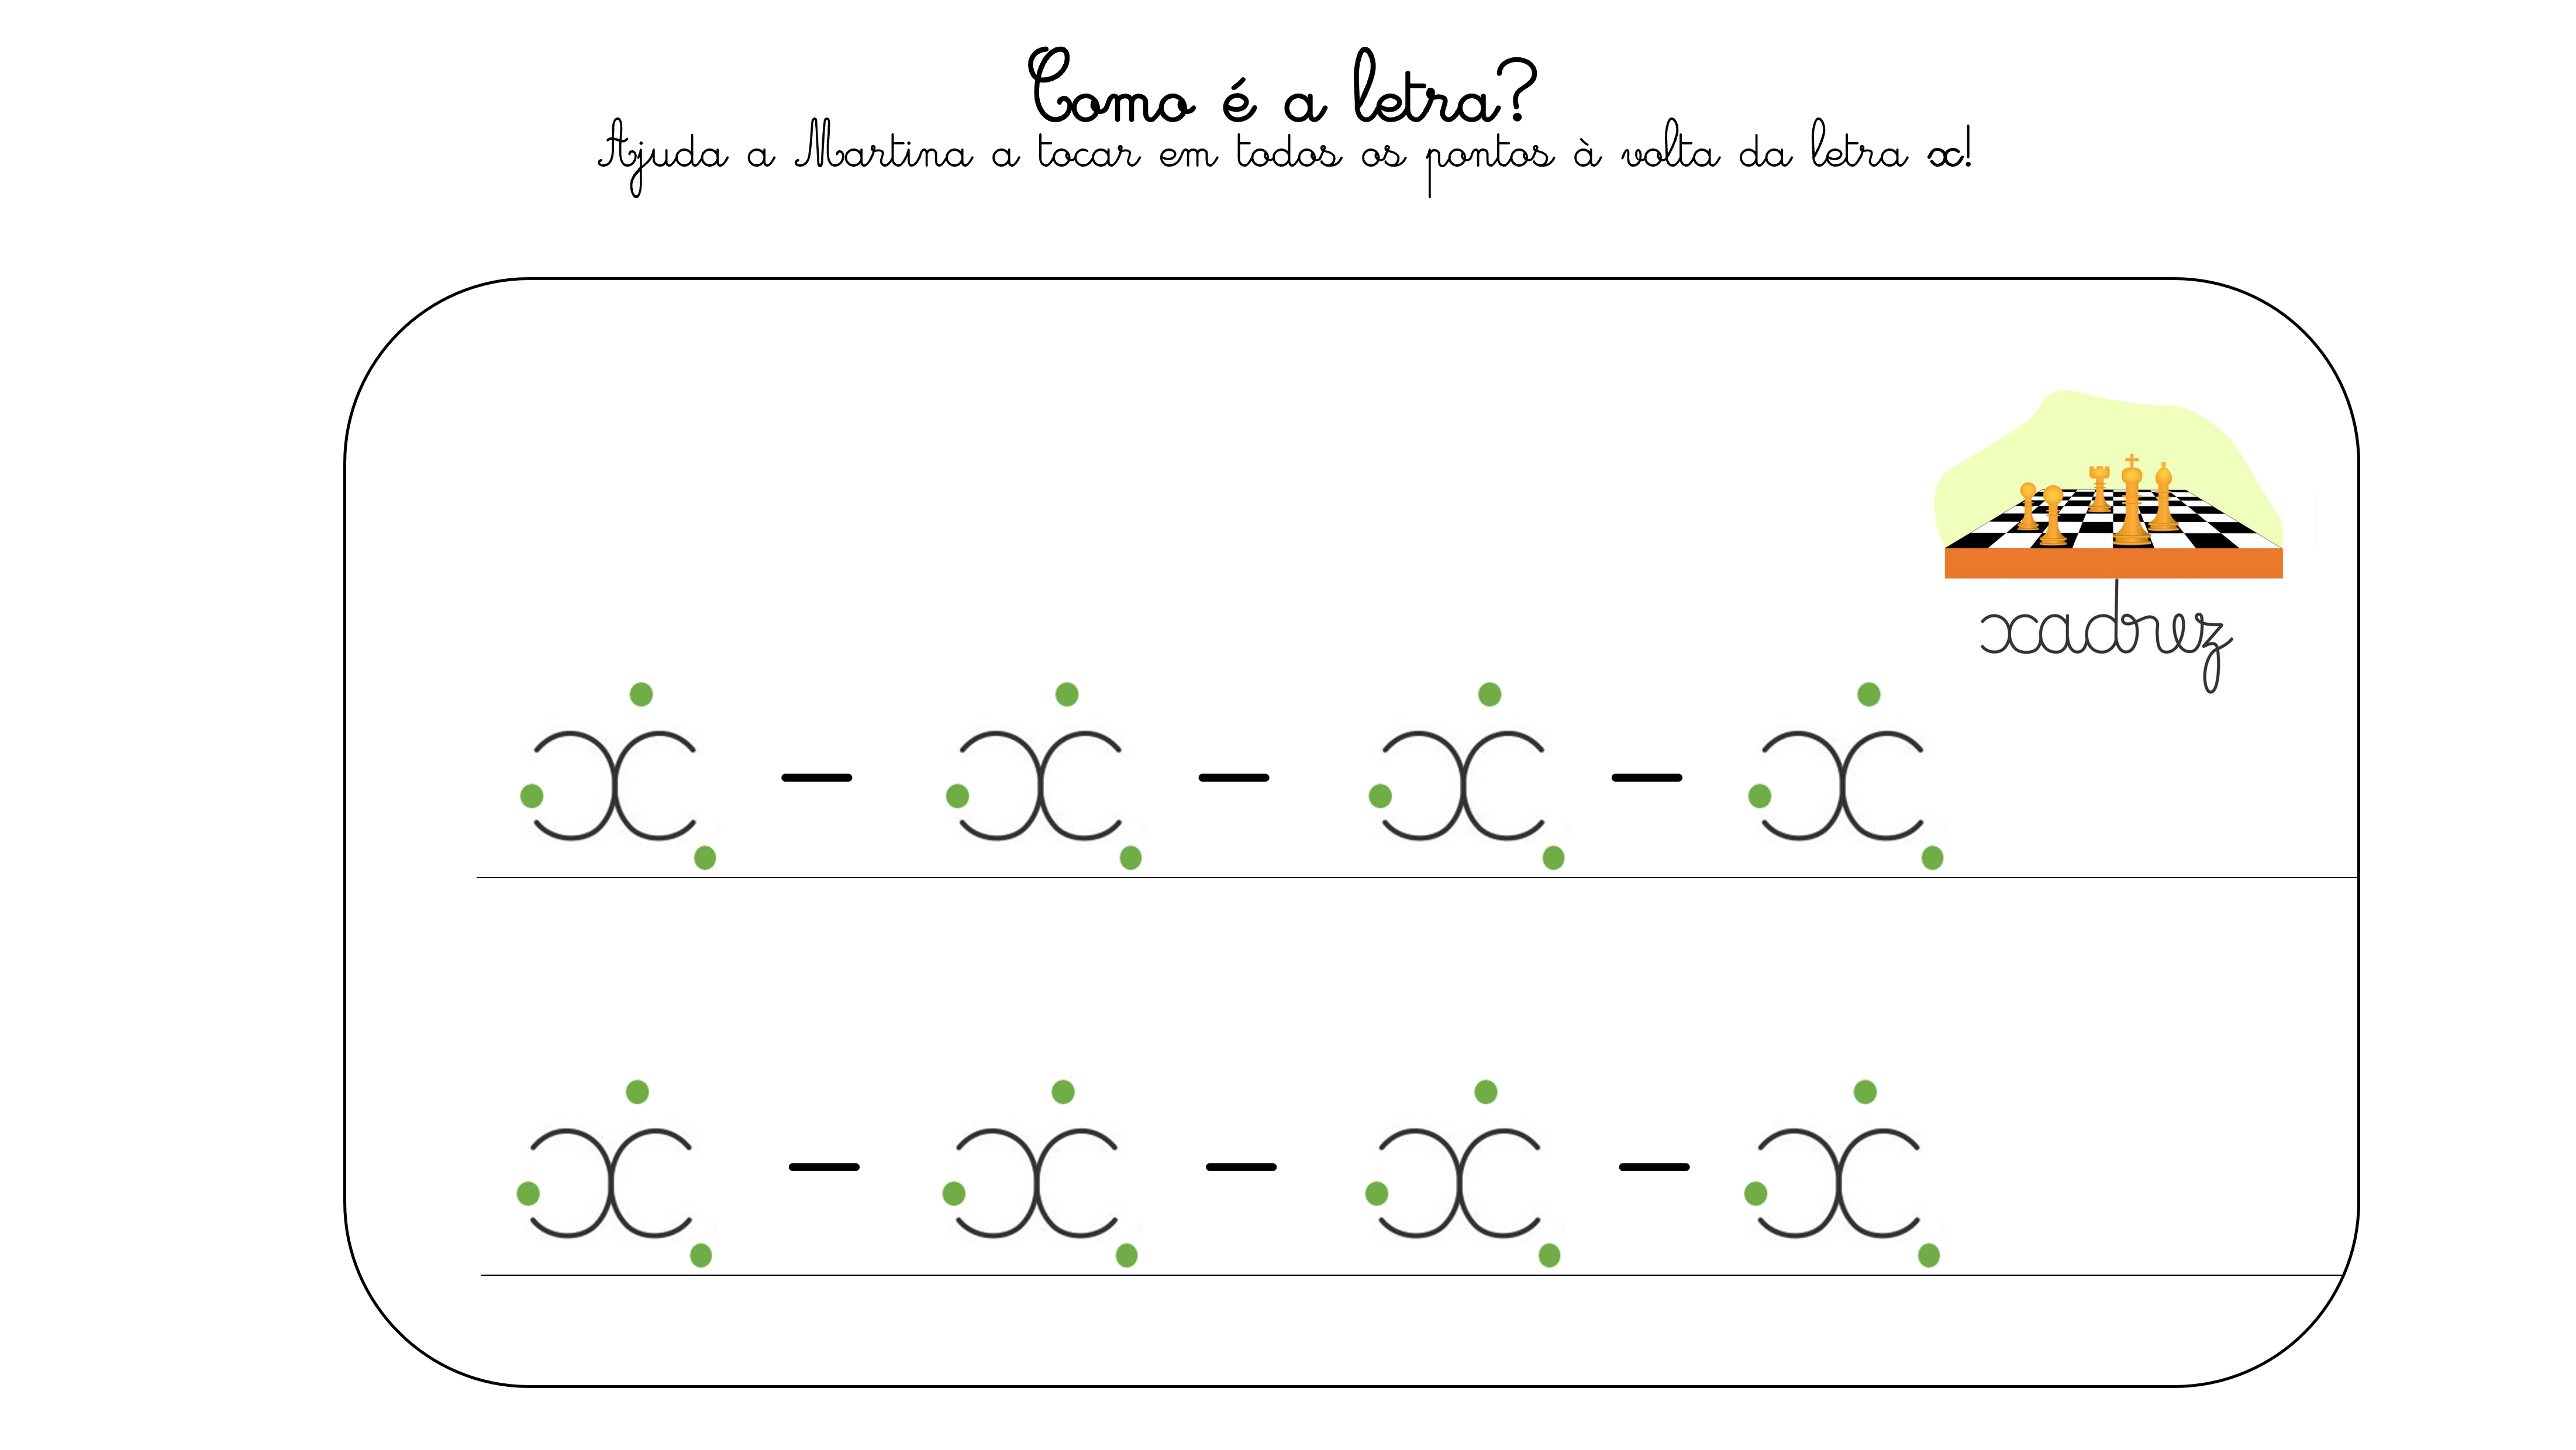 Como é a letra?
Ajuda a Martina a tocar em todos os pontos à volta da letra x!
xadrez
x – x – x – x
x – x – x – x